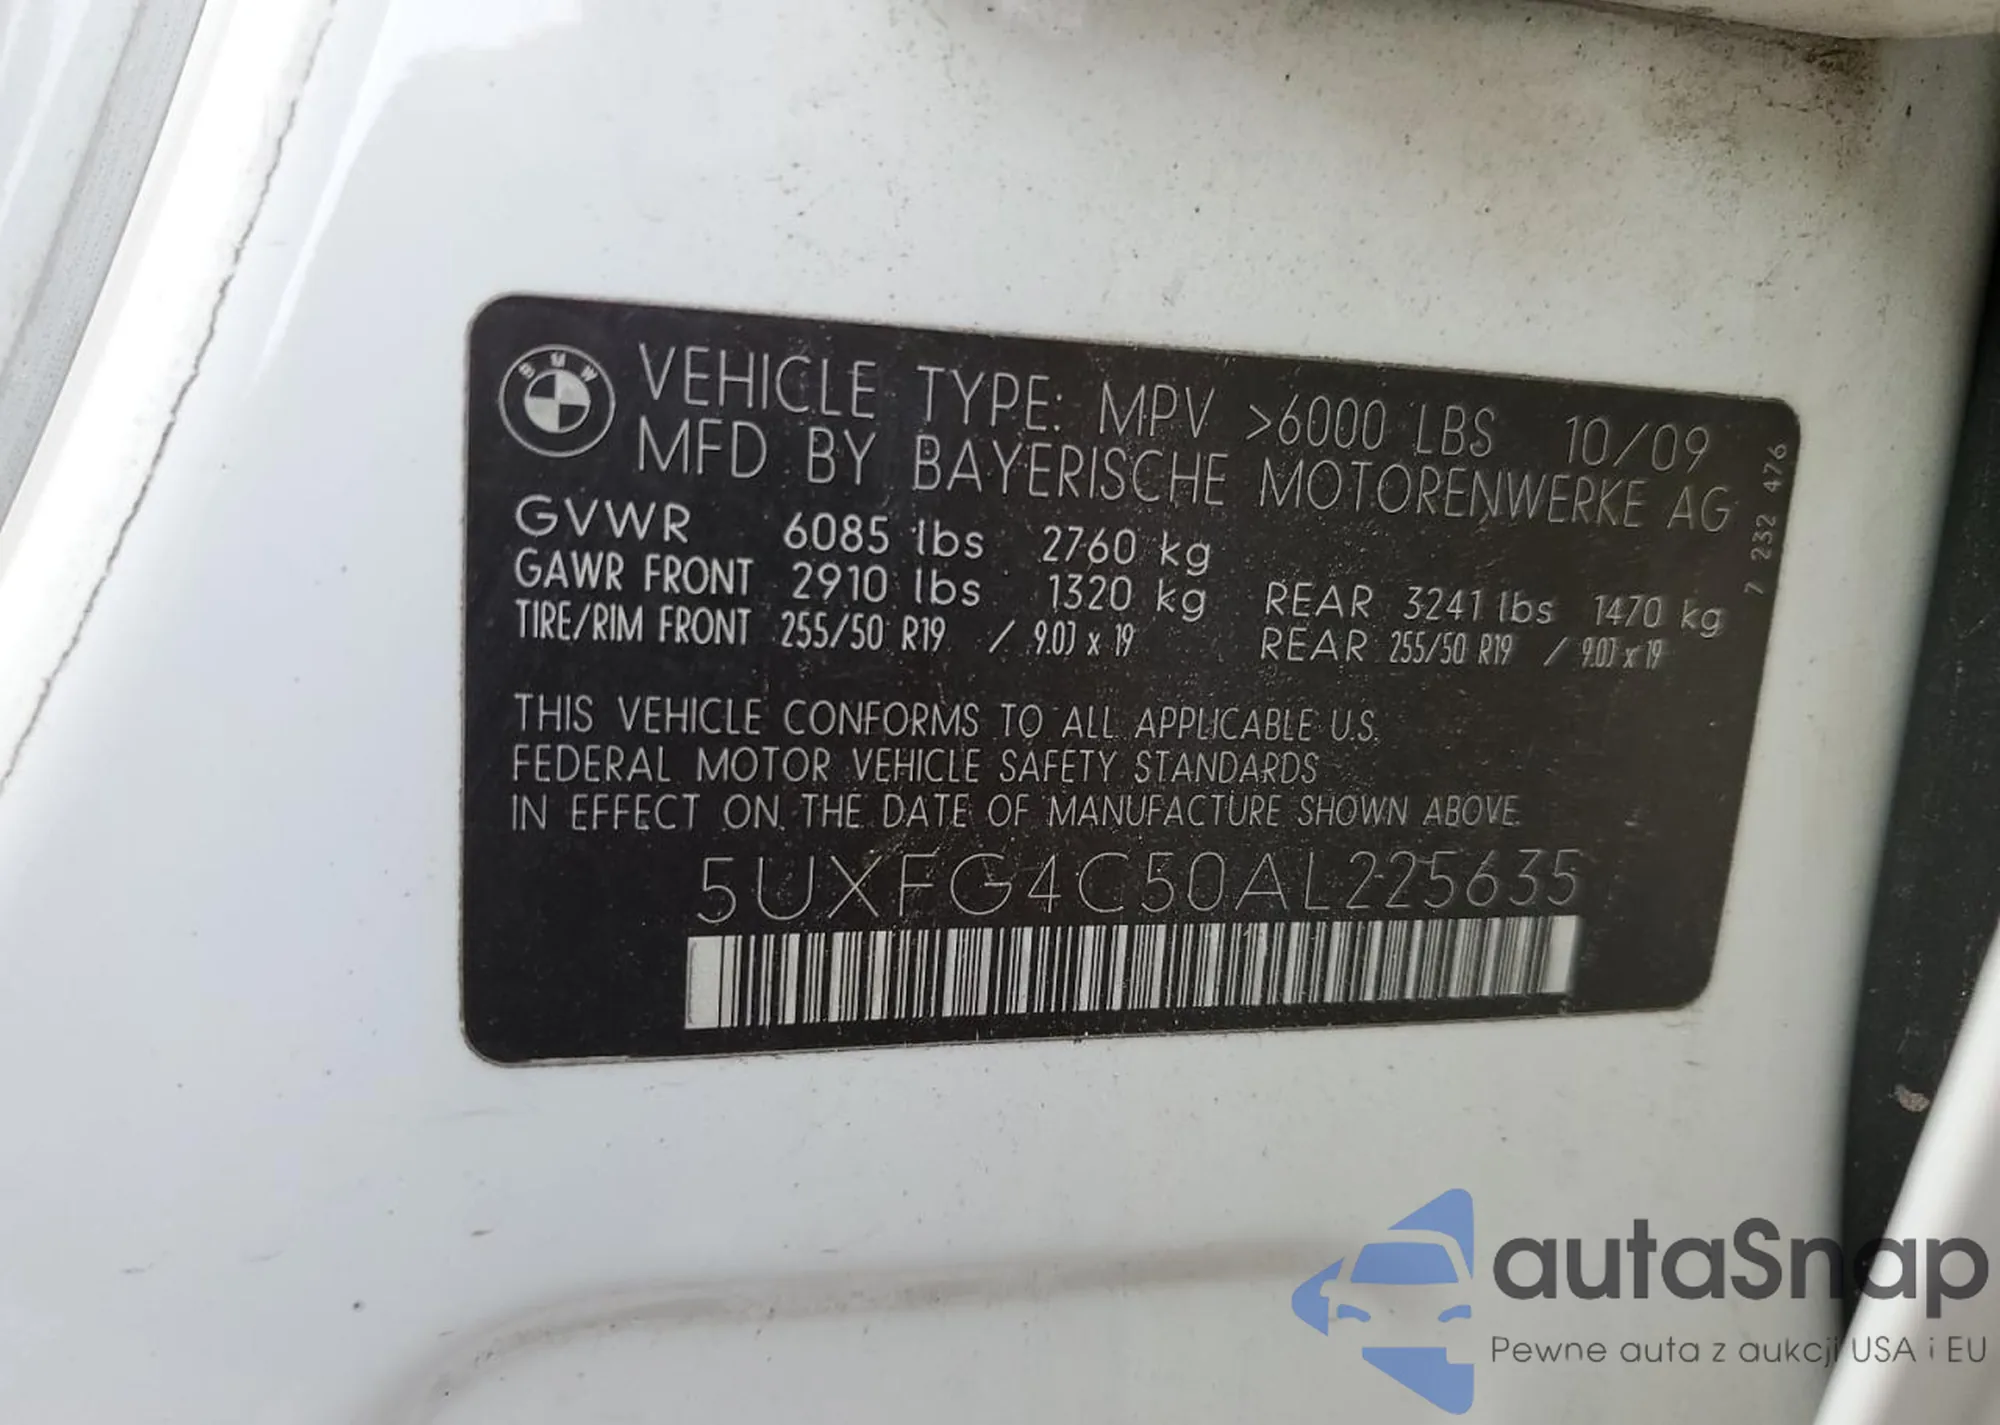 BMW
VEHICLE TYPE: MPV >6000 LBS 10/09
MFD BY BAYERISCHE MOTORENWERKE AG
GVWR 6085 lbs 2760 kg
GAWR FRONT 2910 lbs 1320 kg REAR 3241 lbs 1470 kg
TIRE/RIM FRONT 255/50 R19 / 9.0J x 19 REAR 255/50 R19 / 9.0J x 19
7 232 476
THIS VEHICLE CONFORMS TO ALL APPLICABLE U.S.
FEDERAL MOTOR VEHICLE SAFETY STANDARDS
IN EFFECT ON THE DATE OF MANUFACTURE SHOWN ABOVE.
5UXFG4C50AL225635
autaSnap
Pewne auta z aukcji USA i EU